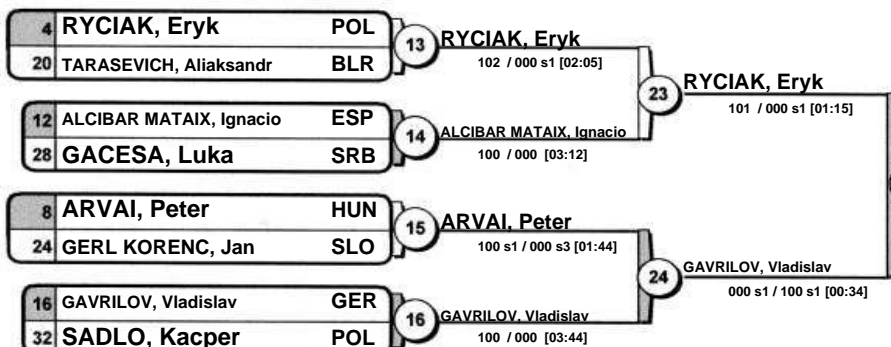 4 RYCIAK, Eryk POL
20 TARASEVICH, Aliaksandr BLR
13
RYCIAK, Eryk
102 / 000 s1 [02:05]
12 ALCIBAR MATAIX, Ignacio ESP
28 GACESA, Luka SRB
14
ALCIBAR MATAIX, Ignacio
100 / 000 [03:12]
23
RYCIAK, Eryk
101 / 000 s1 [01:15]
8 ARVAI, Peter HUN
24 GERL KORENC, Jan SLO
15
ARVAI, Peter
100 s1 / 000 s3 [01:44]
16 GAVRILOV, Vladislav GER
32 SADLO, Kacper POL
16
GAVRILOV, Vladislav
100 / 000 [03:44]
24
GAVRILOV, Vladislav
000 s1 / 100 s1 [00:34]